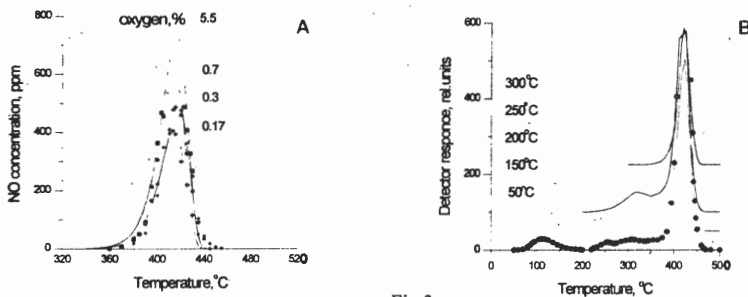 oxygen,% 5.5
A
0.7
0.3
0.17
NO concentration, ppm
800
600
400
200
0
320 360 400 440 480 520
Temperature,°C
B
Detector responce, rel.units
600
400
200
0
300°C
250°C
200°C
150°C
50°C
0 100 200 300 400 500
Temperature, °C